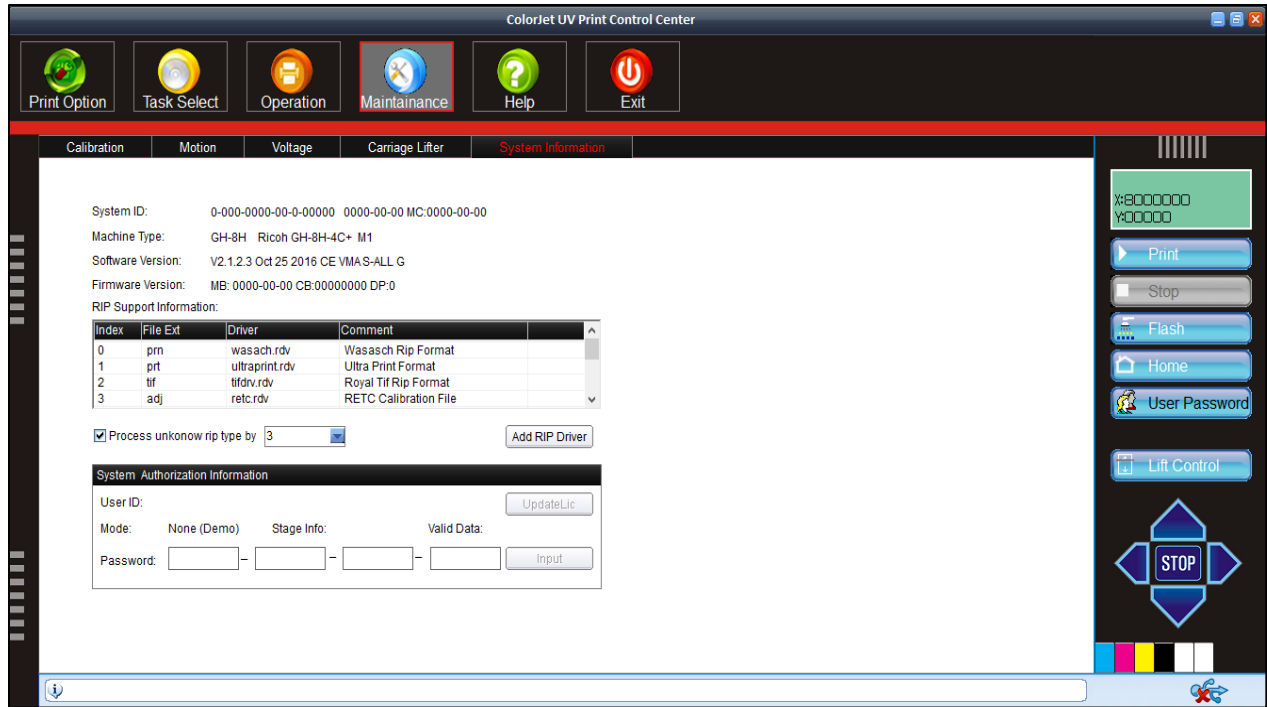 ColorJet UV Print Control Center
Print Option Task Select Operation Maintainance Help Exit
Calibration Motion Voltage Carriage Lifter System Information
System ID: 0-000-0000-00-0-00000 0000-00-00 MC:0000-00-00
Machine Type: GH-8H Ricoh GH-8H-4C+ M1
Software Version: V2.1.2.3 Oct 25 2016 CE VMAS-ALL G
Firmware Version: MB: 0000-00-00 CB:00000000 DP:0
RIP Support Information:
Index File Ext Driver Comment
0 prn wasach.rdv Wasasch Rip Format
1 prt ultraprint.rdv Ultra Print Format
2 tif tifdrv.rdv Royal Tif Rip Format
3 adj retc.rdv RETC Calibration File
Process unkonow rip type by 3 Add RIP Driver
System Authorization Information
User ID: UpdateLic
Mode: None (Demo) Stage Info: Valid Data:
Password: – – – Input
X:8000000
Y:00000
Print
Stop
Flash
Home
User Password
Lift Control
STOP